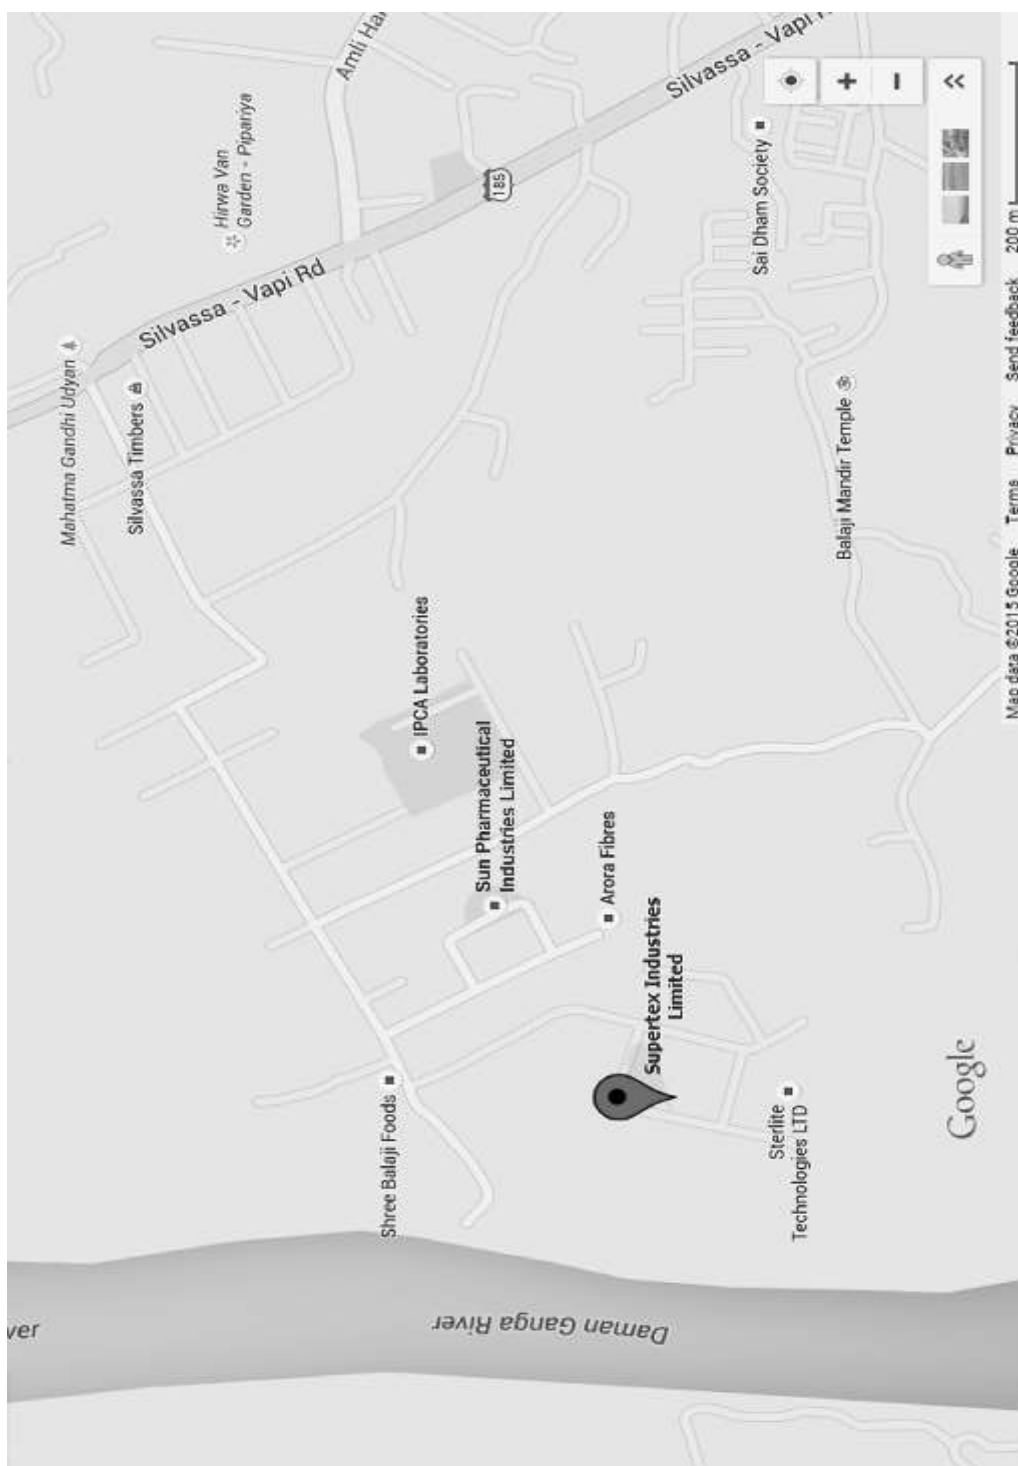 ver
Mahatma Gandhi Udyan
Silvassa Timbers
Silvassa - Vapi Rd
Hirwa Van
Garden - Pipariya
Amli Ha
Shree Balaji Foods
IPCA Laboratories
Sun Pharmaceutical
Industries Limited
185
Daman Ganga River
Arora Fibres
Supertex Industries
Limited
Silvassa - Vapi
Sai Dham Society
Sterlite
Technologies LTD
Balaji Mandir Temple
Google
Map data ©2015 Google Terms Privacy Send feedback 200 m